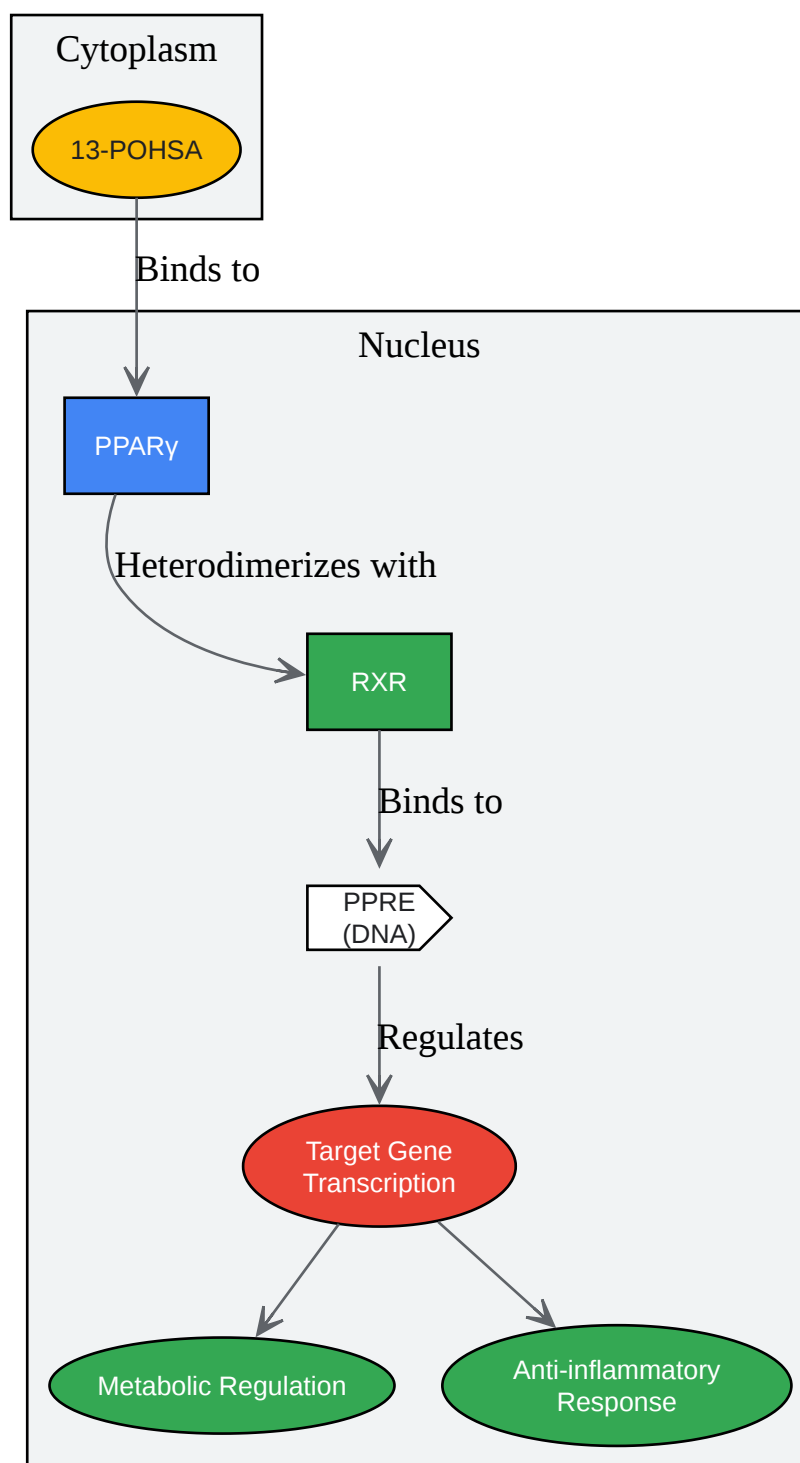 Cytoplasm
13-POHSA
Binds to
Nucleus
PPARγ
Heterodimerizes with
RXR
Binds to
PPRE
(DNA)
Regulates
Target Gene
Transcription
Metabolic Regulation
Anti-inflammatory
Response